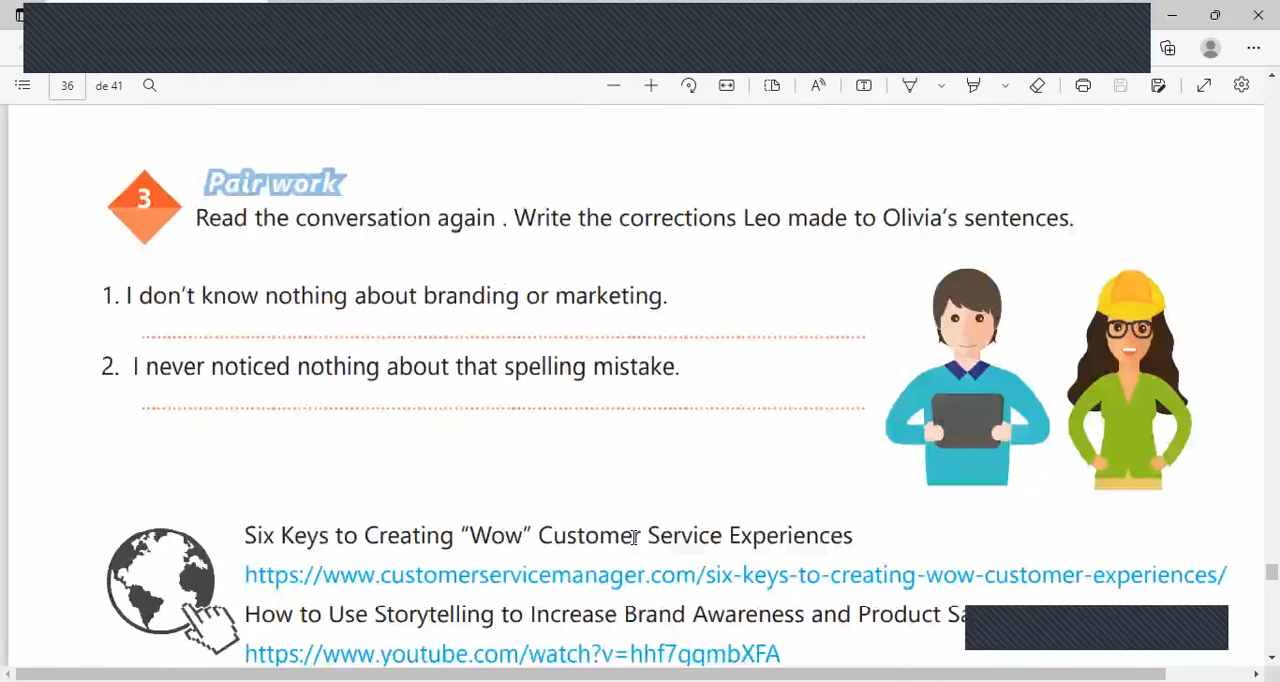 36 de 41
3
Pair work
Read the conversation again . Write the corrections Leo made to Olivia’s sentences.
1. I don’t know nothing about branding or marketing.
2. I never noticed nothing about that spelling mistake.
Six Keys to Creating “Wow” Customer Service Experiences
https://www.customerservicemanager.com/six-keys-to-creating-wow-customer-experiences/
How to Use Storytelling to Increase Brand Awareness and Product
https://www.youtube.com/watch?v=hhf7qqmbXFA